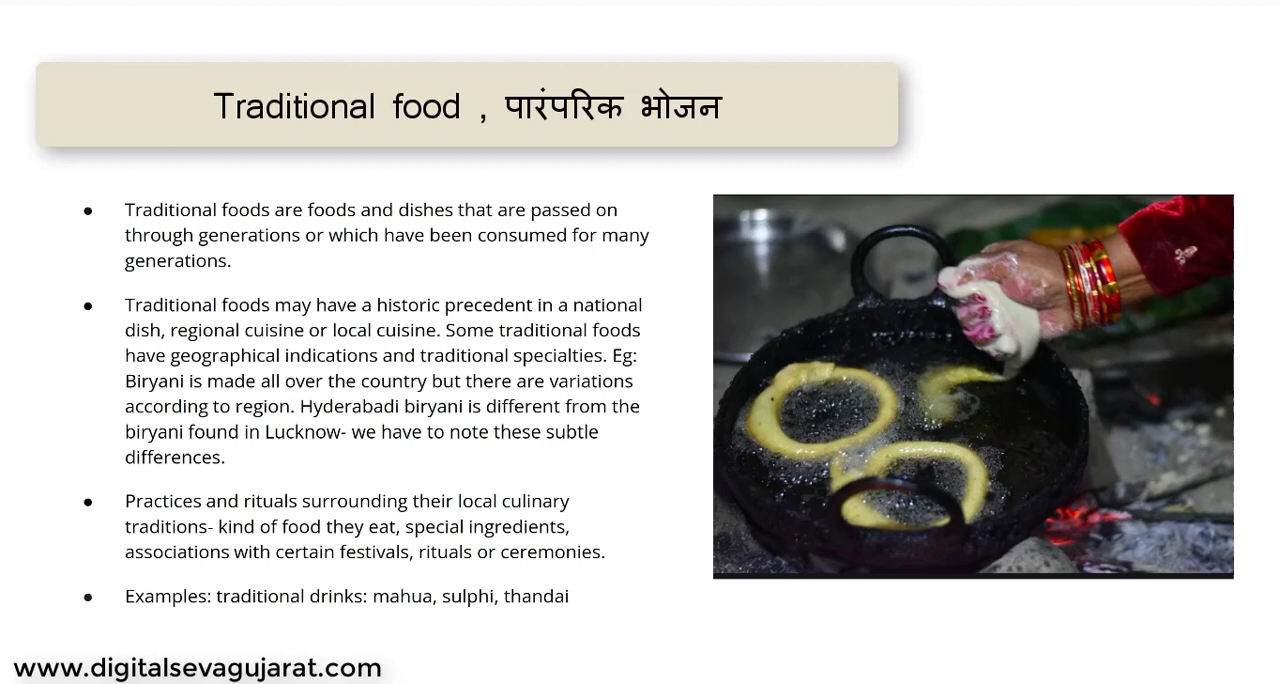 Traditional food , पारंपरिक भोजन
● Traditional foods are foods and dishes that are passed on
through generations or which have been consumed for many
generations.
● Traditional foods may have a historic precedent in a national
dish, regional cuisine or local cuisine. Some traditional foods
have geographical indications and traditional specialties. Eg:
Biryani is made all over the country but there are variations
according to region. Hyderabadi biryani is different from the
biryani found in Lucknow- we have to note these subtle
differences.
● Practices and rituals surrounding their local culinary
traditions- kind of food they eat, special ingredients,
associations with certain festivals, rituals or ceremonies.
● Examples: traditional drinks: mahua, sulphi, thandai
www.digitalsevagujarat.com